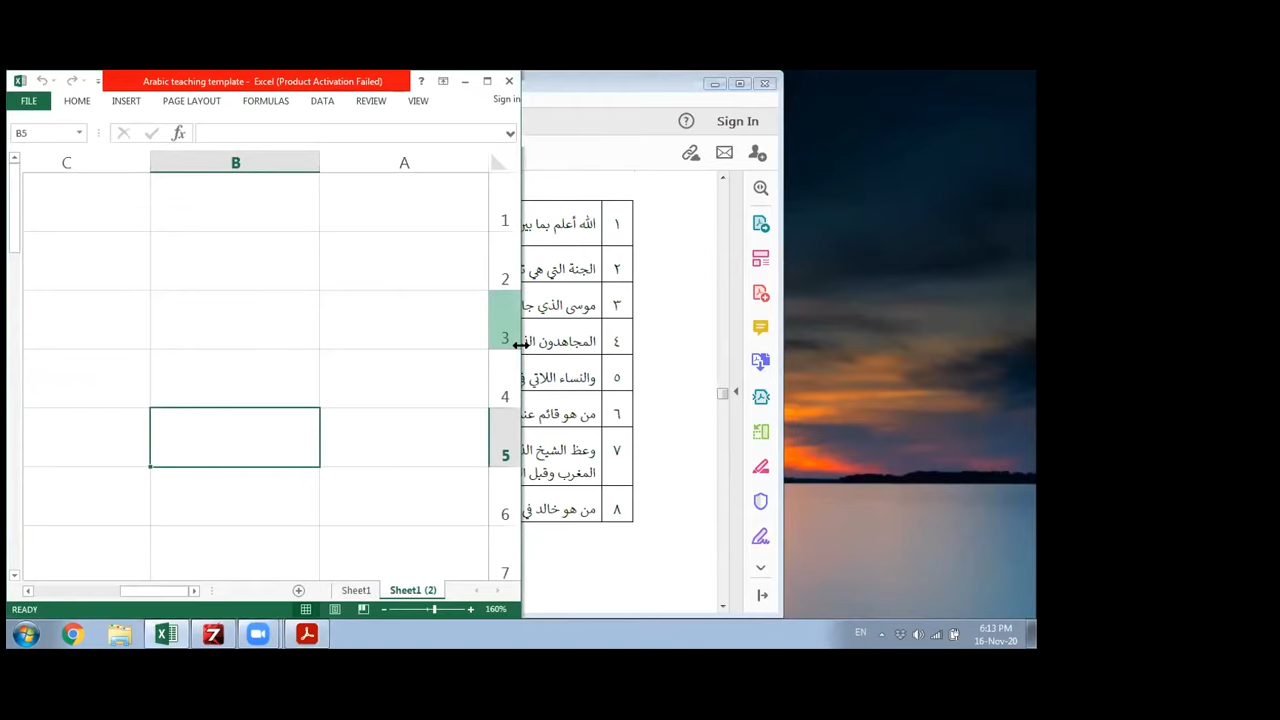 Arabic teaching template - Excel (Product Activation Failed)
?
FILE
HOME
INSERT
PAGE LAYOUT
FORMULAS
DATA
REVIEW
VIEW
Sign in
B5
fx
C
B
A
1
2
3
4
5
6
7
Sheet1
Sheet1 (2)
READY
160%
Sign In
١ الله أعلم بما
٢ الجنة التي هي
٣ موسى الذي
٤ المجاهدون
٥ والنساء اللاتي
٦ من هو قائم
٧ وعظ الشيخ
المغرب وقبل
٨ من هو خالد في
EN
6:13 PM
16-Nov-20